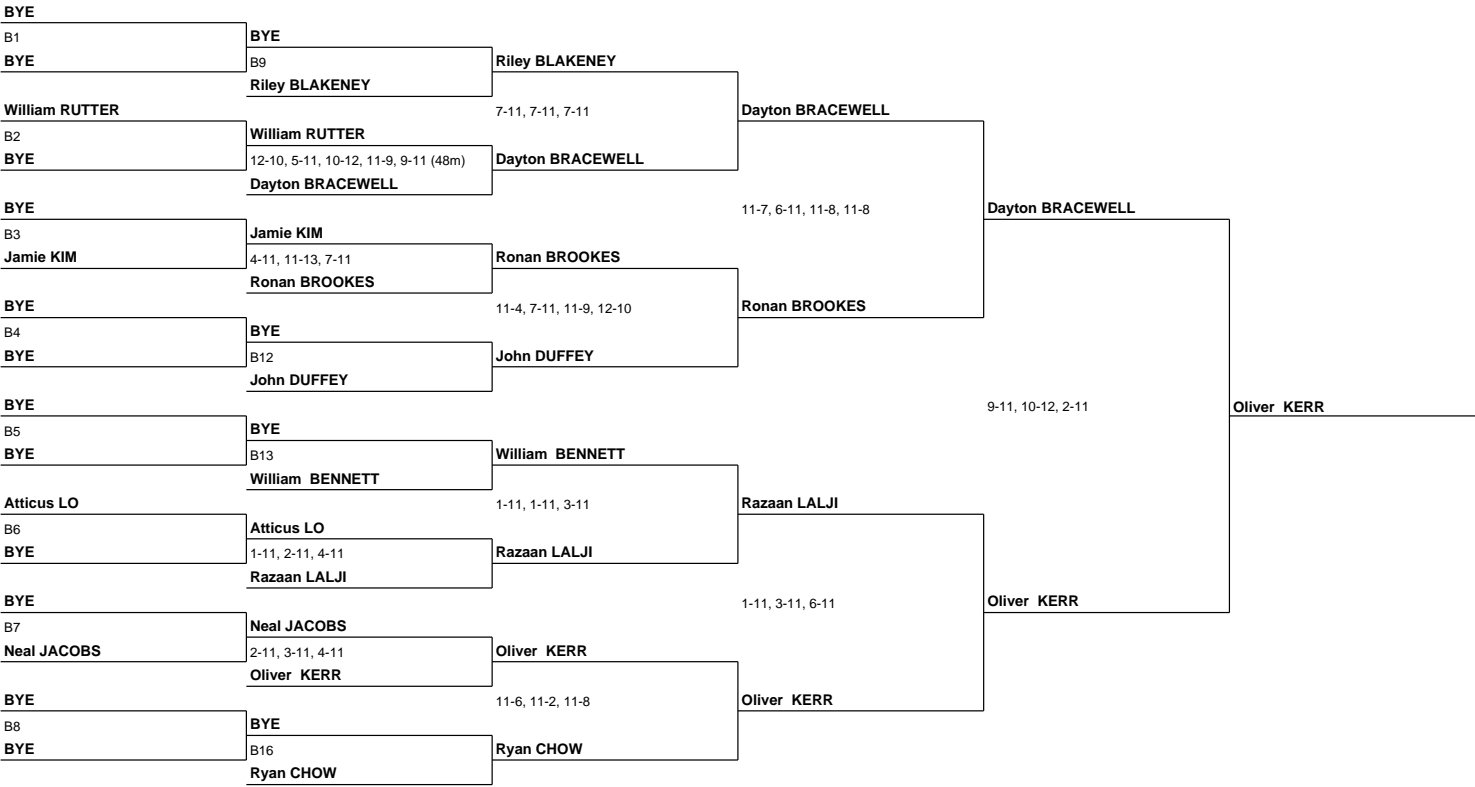 BYE
B1
BYE
William RUTTER
B2
BYE
BYE
B3
Jamie KIM
BYE
B4
BYE
BYE
B5
BYE
Atticus LO
B6
BYE
BYE
B7
Neal JACOBS
BYE
B8
BYE
BYE
B9
Riley BLAKENEY
William RUTTER
12-10, 5-11, 10-12, 11-9, 9-11 (48m)
Dayton BRACEWELL
Jamie KIM
4-11, 11-13, 7-11
Ronan BROOKES
BYE
B12
John DUFFEY
BYE
B13
William  BENNETT
Atticus LO
1-11, 2-11, 4-11
Razaan LALJI
Neal JACOBS
2-11, 3-11, 4-11
Oliver  KERR
BYE
B16
Ryan CHOW
Riley BLAKENEY
7-11, 7-11, 7-11
Dayton BRACEWELL
Ronan BROOKES
11-4, 7-11, 11-9, 12-10
John DUFFEY
William  BENNETT
1-11, 1-11, 3-11
Razaan LALJI
Oliver  KERR
11-6, 11-2, 11-8
Ryan CHOW
Dayton BRACEWELL
11-7, 6-11, 11-8, 11-8
Ronan BROOKES
Razaan LALJI
1-11, 3-11, 6-11
Oliver  KERR
Dayton BRACEWELL
9-11, 10-12, 2-11
Oliver  KERR
Oliver  KERR